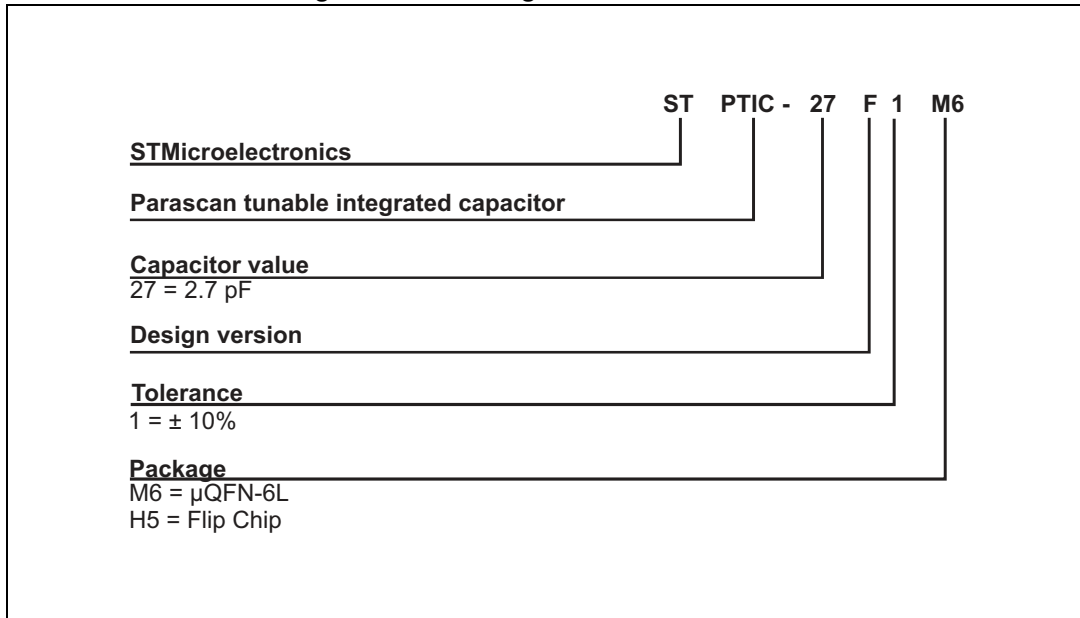 ST PTIC - 27 F 1 M6
STMicroelectronics
Parascan tunable integrated capacitor
Capacitor value
27 = 2.7 pF
Design version
Tolerance
1 = ± 10%
Package
M6 = µQFN-6L
H5 = Flip Chip